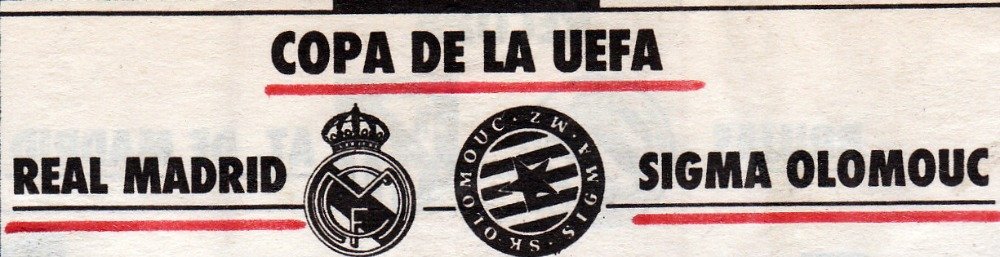 COPA DE LA UEFA
REAL MADRID
SIGMA OLOMOUC